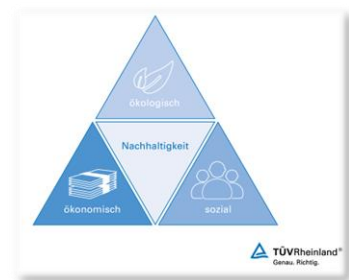 ökologisch
Nachhaltigkeit
ökonomisch
sozial
TÜVRheinland®
Genau. Richtig.